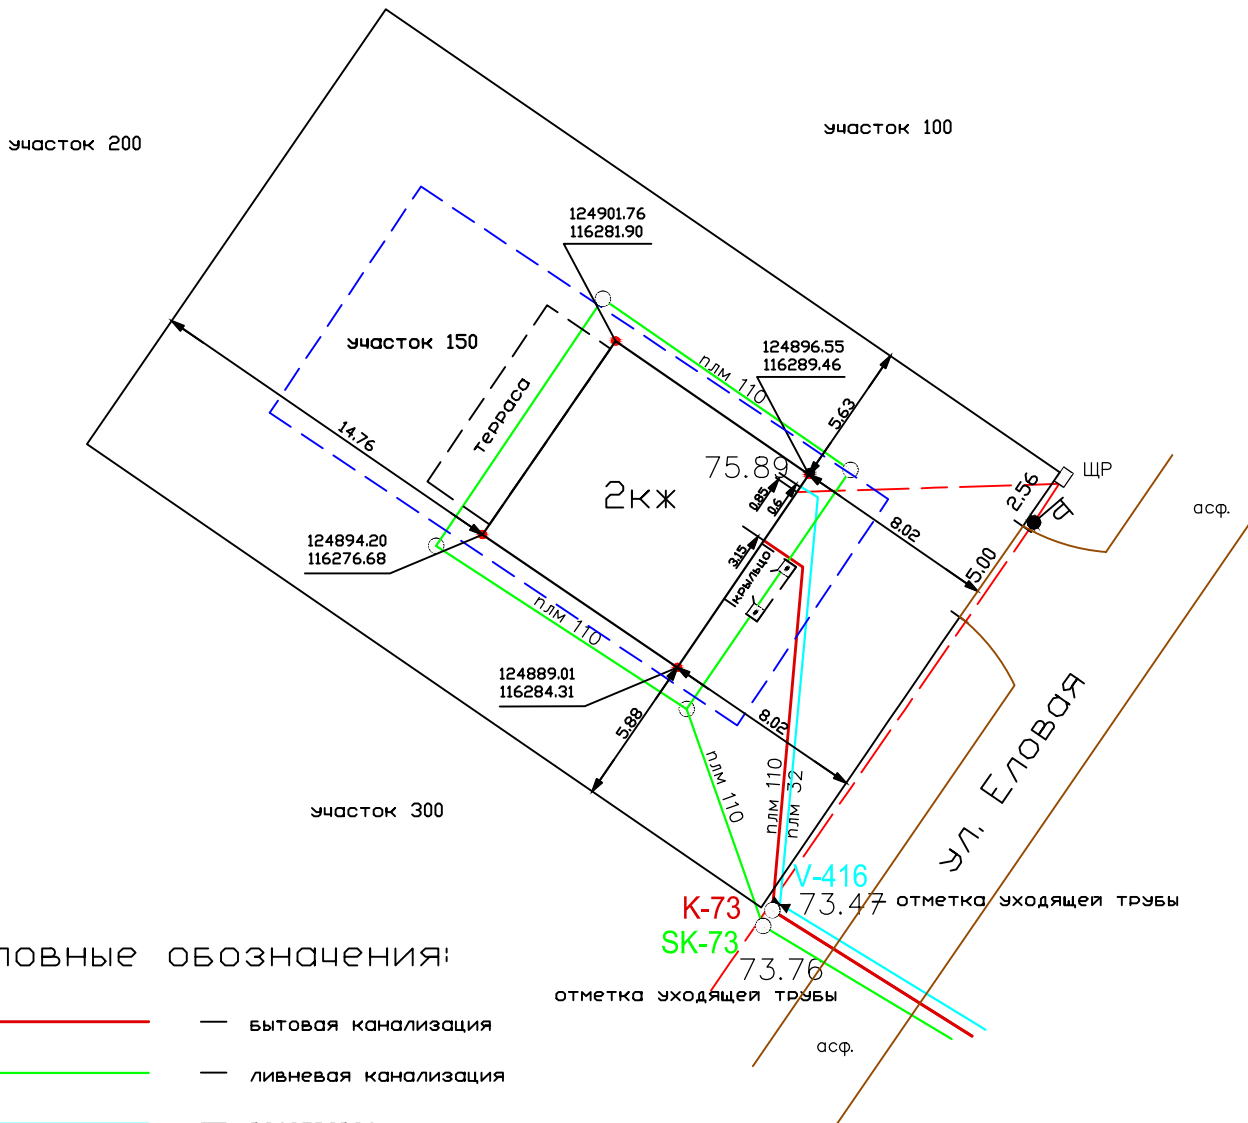 участок 200
участок 100
124901.76
116281.90
участок 150
124896.55
116289.46
плм 110
5.63
терраса
14.76
75.89
2кж
0.85
0.6
8.02
2.56
ЩР
асф.
5.00
3.15
крыльцо
124894.20
116276.68
плм 110
124889.01
116284.31
5.88
8.02
ул. Еловая
плм 110
плм 110
плм 32
участок 300
V-416
K-73
73.47
отметка уходящей трубы
SK-73
73.76
отметка уходящей трубы
асф.
ловные обозначения:
— бытовая канализация
— ливневая канализация